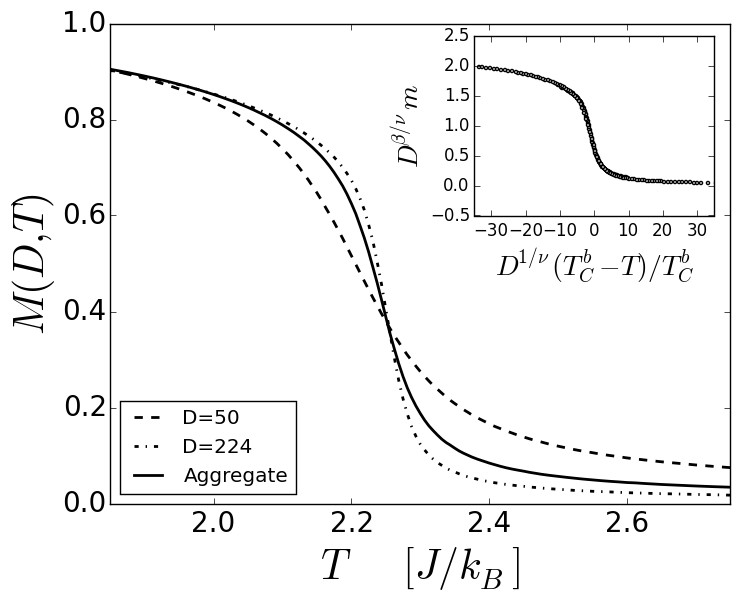 1.0
0.8
0.6
0.4
0.2
0.0
M(D,T)
2.0 2.2 2.4 2.6
T [J/k_B]
D=50
D=224
Aggregate
2.5
2.0
1.5
1.0
0.5
0.0
−0.5
D^{β/ν} m
−30 −20 −10 0 10 20 30
D^{1/ν}(T_C^b−T)/T_C^b